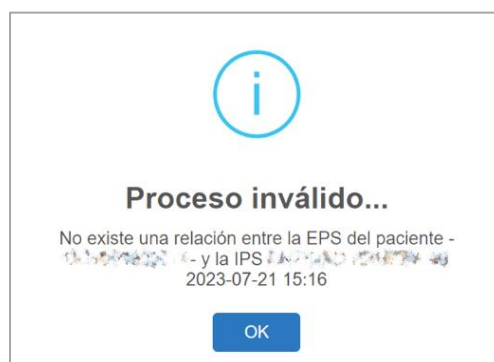 i
Proceso inválido...
No existe una relación entre la EPS del paciente -
- y la IPS
2023-07-21 15:16
OK